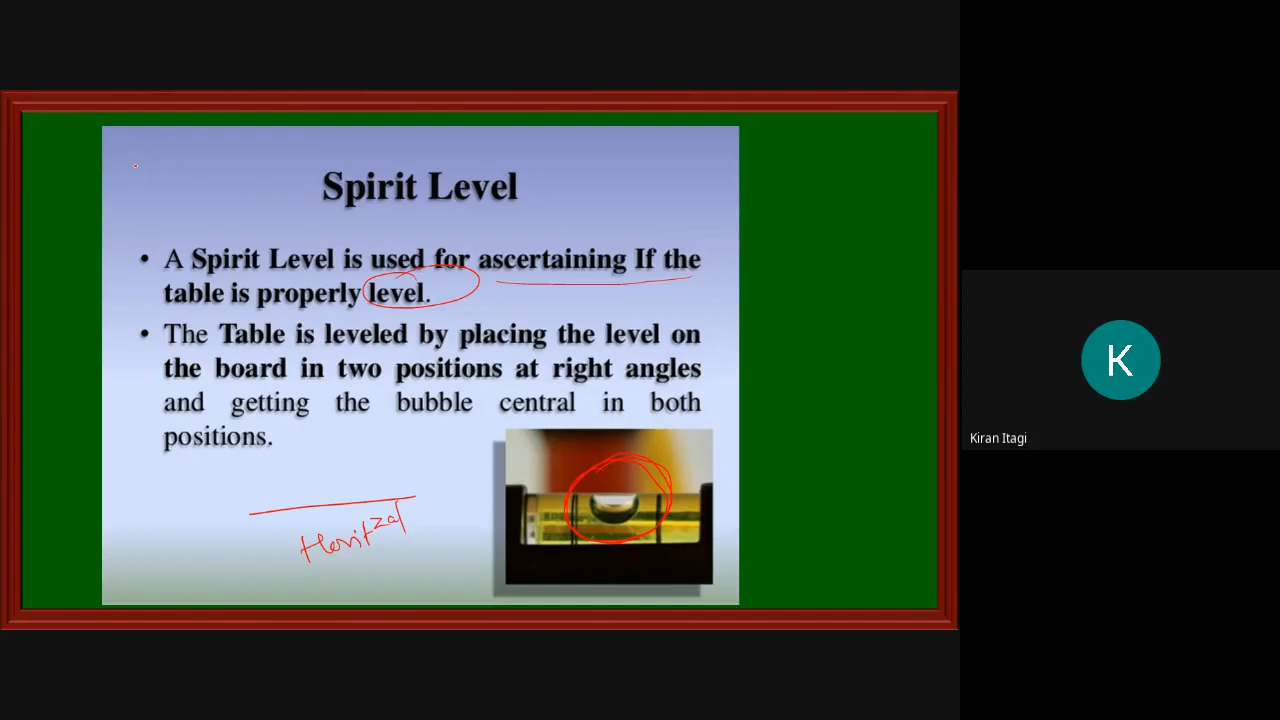 Spirit Level
• A Spirit Level is used for ascertaining If the
table is properly level.
• The Table is leveled by placing the level on
the board in two positions at right angles
and getting the bubble central in both
positions.
Horitzal
K
Kiran Itagi